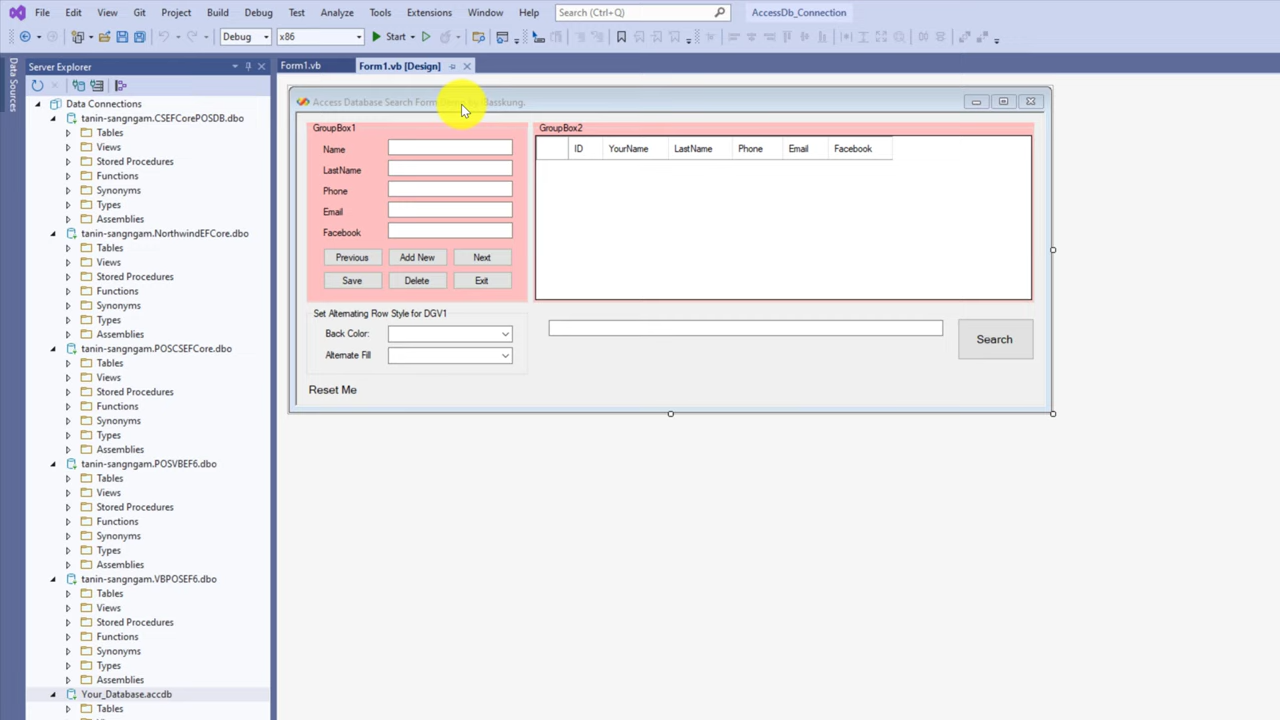 File Edit View Git Project Build Debug Test Analyze Tools Extensions Window Help Search (Ctrl+Q) AccessDb_Connection
Debug x86 Start
Data Sources
Server Explorer
Form1.vb Form1.vb [Design]
Data Connections
tanin-sangngam.CSEFCorePOSDB.dbo
Tables
Views
Stored Procedures
Functions
Synonyms
Types
Assemblies
tanin-sangngam.NorthwindEFCore.dbo
Tables
Views
Stored Procedures
Functions
Synonyms
Types
Assemblies
tanin-sangngam.POSCSEFCore.dbo
Tables
Views
Stored Procedures
Functions
Synonyms
Types
Assemblies
tanin-sangngam.POSVBEF6.dbo
Tables
Views
Stored Procedures
Functions
Synonyms
Types
Assemblies
tanin-sangngam.VBPOSEF6.dbo
Tables
Views
Stored Procedures
Functions
Synonyms
Types
Assemblies
Your_Database.accdb
Tables
Access Database Search Form
GroupBox1
Name
LastName
Phone
Email
Facebook
Previous Add New Next
Save Delete Exit
GroupBox2
ID YourName LastName Phone Email Facebook
Set Alternating Row Style for DGV1
Back Color:
Alternate Fill
Search
Reset Me